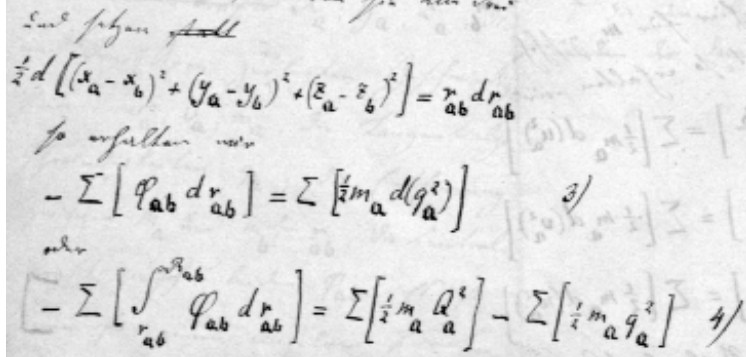 und setzen statt
½ d [(x_a - x_b)² + (y_a - y_b)² + (z_a - z_b)²] = r_ab dr_ab
so erhalten wir
- Σ [φ_ab dr_ab] = Σ [½ m_a d(q_a²)] 3)
oder
- Σ [∫_{r_ab}^{R_ab} φ_ab dr_ab] = Σ [½ m_a Q_a²] - Σ [½ m_a q_a²] 4)